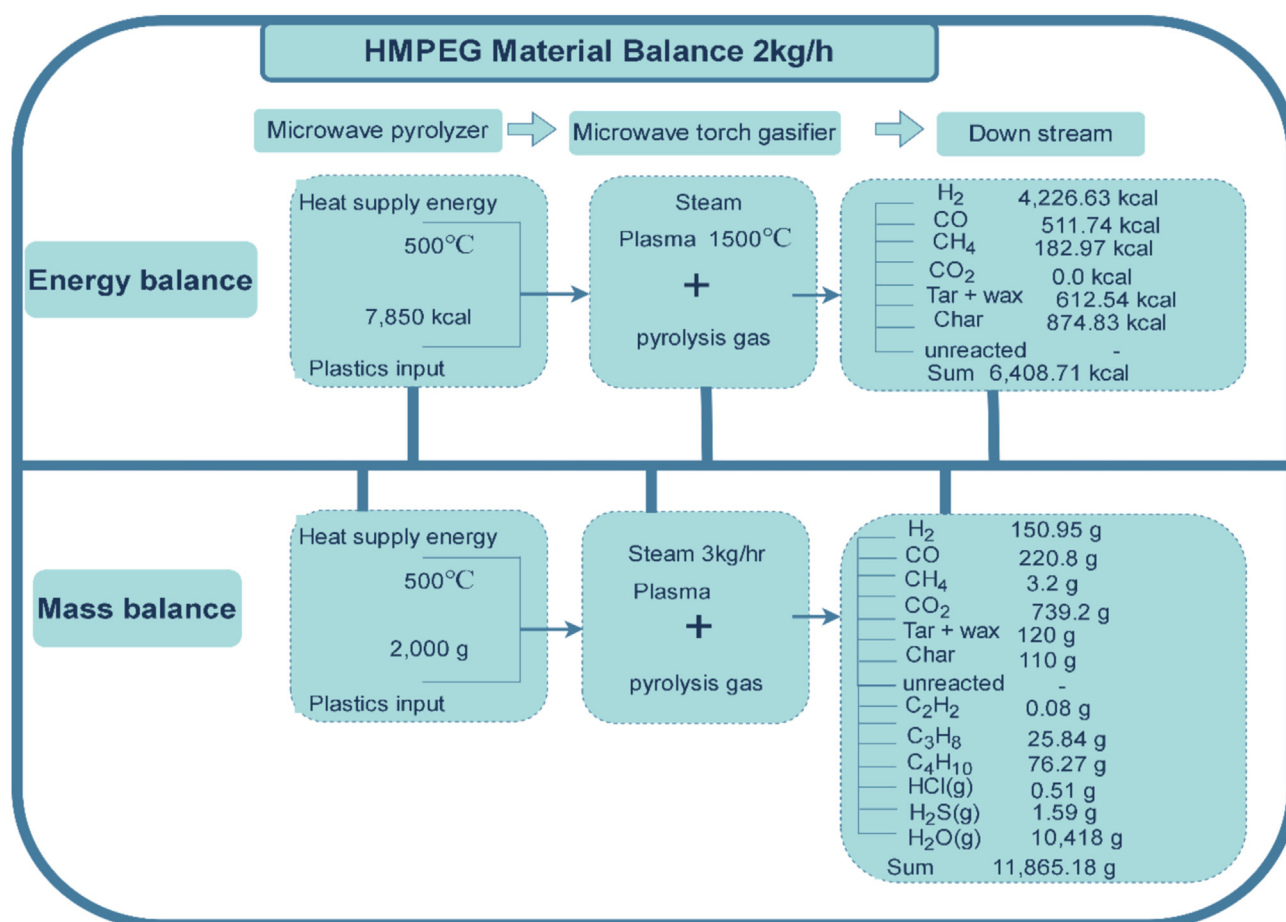 HMPEG Material Balance 2kg/h
Microwave pyrolyzer
Microwave torch gasifier
Down stream
Energy balance
Heat supply energy
500℃
7,850 kcal
Plastics input
Steam
Plasma 1500℃
+
pyrolysis gas
H₂ 4,226.63 kcal
CO 511.74 kcal
CH₄ 182.97 kcal
CO₂ 0.0 kcal
Tar + wax 612.54 kcal
Char 874.83 kcal
unreacted -
Sum 6,408.71 kcal
Mass balance
Heat supply energy
500℃
2,000 g
Plastics input
Steam 3kg/hr
Plasma
+
pyrolysis gas
H₂ 150.95 g
CO 220.8 g
CH₄ 3.2 g
CO₂ 739.2 g
Tar + wax 120 g
Char 110 g
unreacted -
C₂H₂ 0.08 g
C₃H₈ 25.84 g
C₄H₁₀ 76.27 g
HCl(g) 0.51 g
H₂S(g) 1.59 g
H₂O(g) 10,418 g
Sum 11,865.18 g